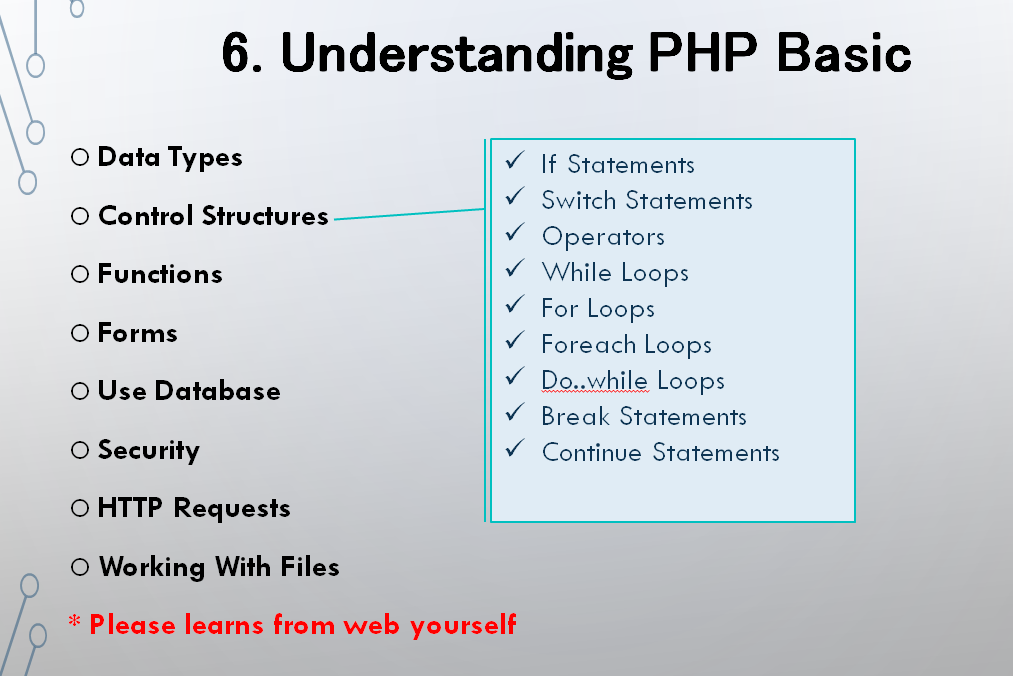 6. Understanding PHP Basic
Data Types
Control Structures
Functions
Forms
Use Database
Security
HTTP Requests
Working With Files
* Please learns from web yourself
If Statements
Switch Statements
Operators
While Loops
For Loops
Foreach Loops
Do..while Loops
Break Statements
Continue Statements